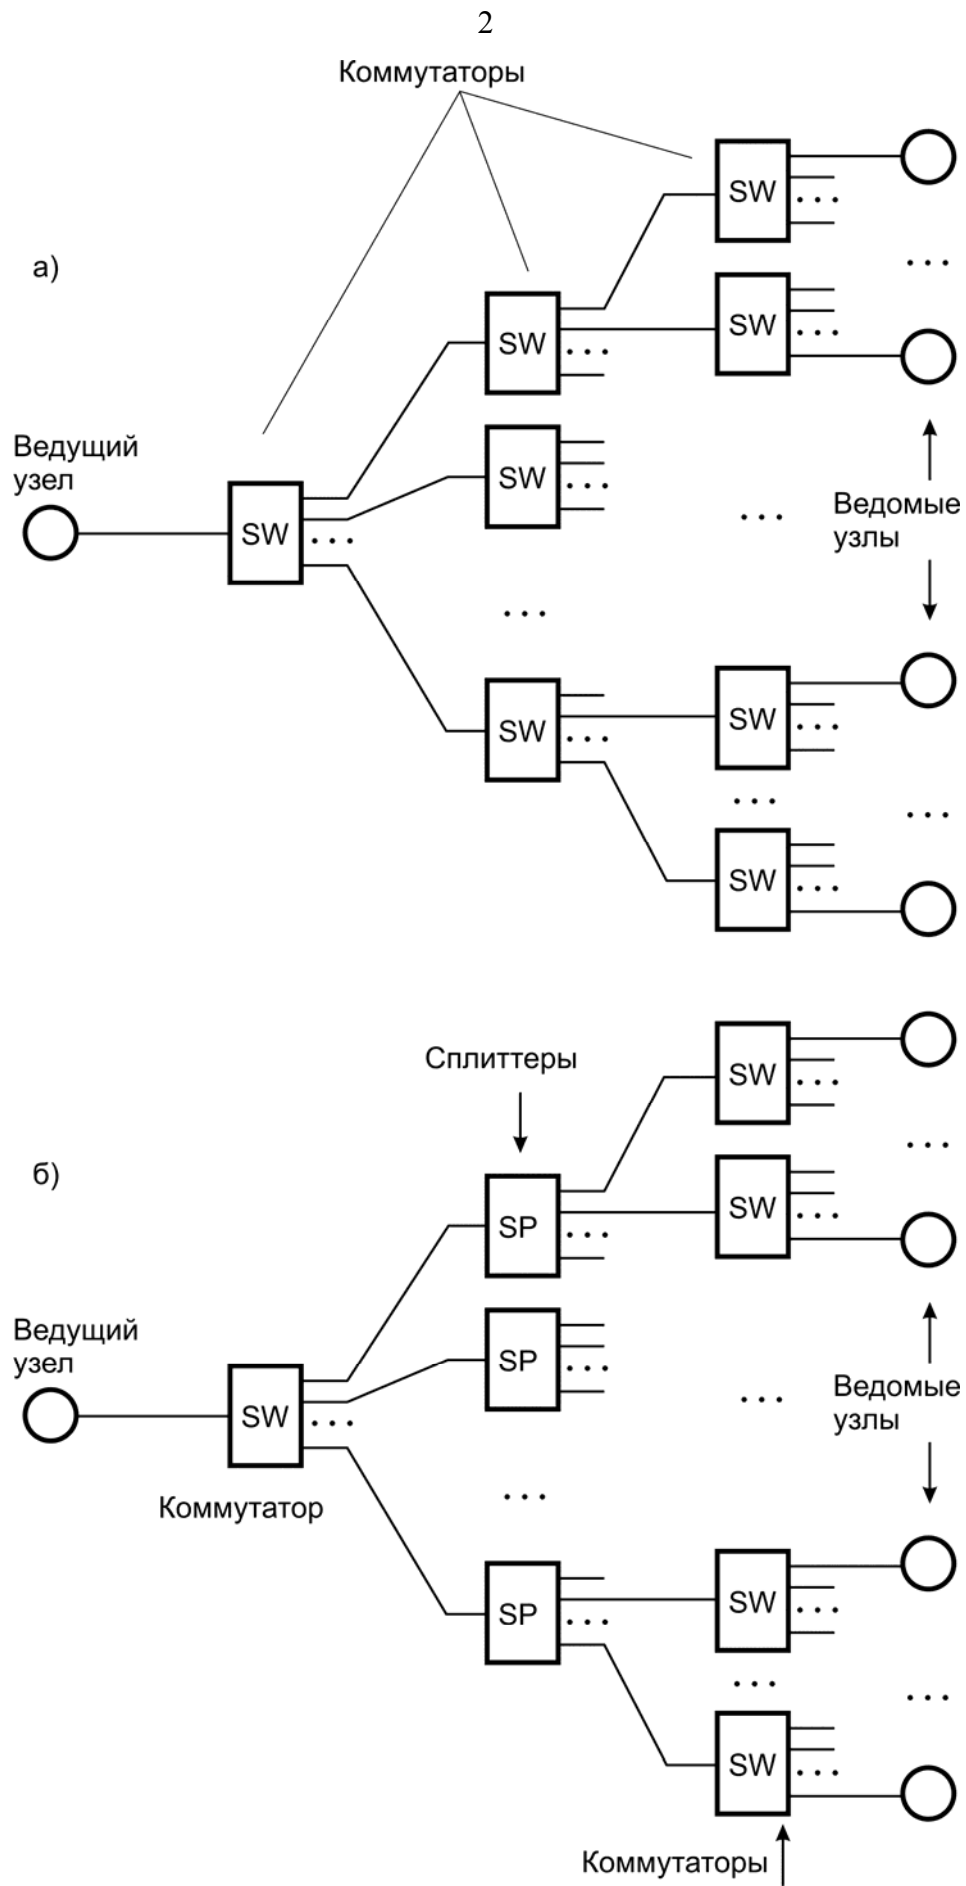 2
Коммутаторы
SW
а)
SW
SW
Ведущий
узел
SW
SW
Ведомые
узлы
SW
SW
SW
SW
Сплиттеры
SW
б)
SP
SW
Ведущий
узел
SP
SW
Ведомые
узлы
Коммутатор
SP
SW
SW
Коммутаторы